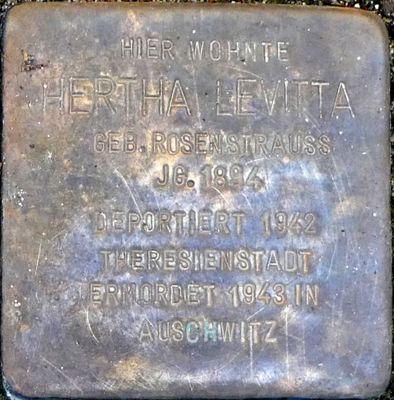 HIER WOHNTE
HERTHA LEVITTA
GEB. ROSENSTRAUSS
JG. 1894
DEPORTIERT 1942
THERESIENSTADT
ERMORDET 1943 IN
AUSCHWITZ